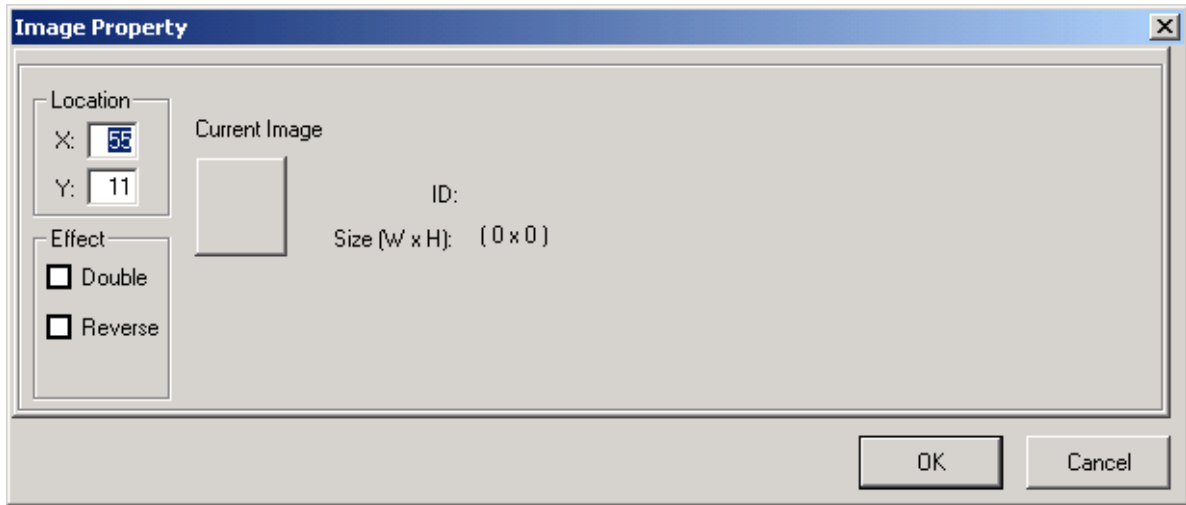 Image Property
Location
X: 55
Y: 11
Current Image
ID:
Size (W x H): ( 0 x 0 )
Effect
Double
Reverse
OK
Cancel